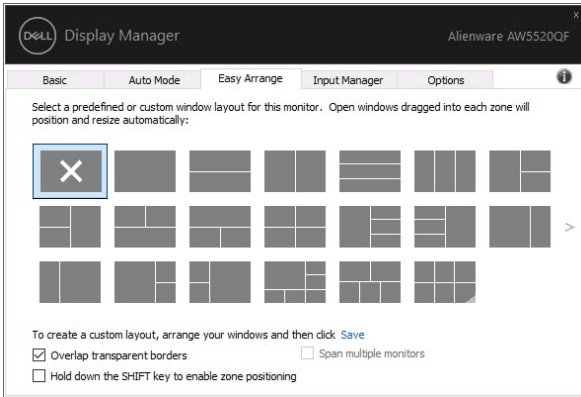 DELL Display Manager Alienware AW5520QF
Basic Auto Mode Easy Arrange Input Manager Options
Select a predefined or custom window layout for this monitor. Open windows dragged into each zone will
position and resize automatically:
To create a custom layout, arrange your windows and then click Save
Overlap transparent borders Span multiple monitors
Hold down the SHIFT key to enable zone positioning